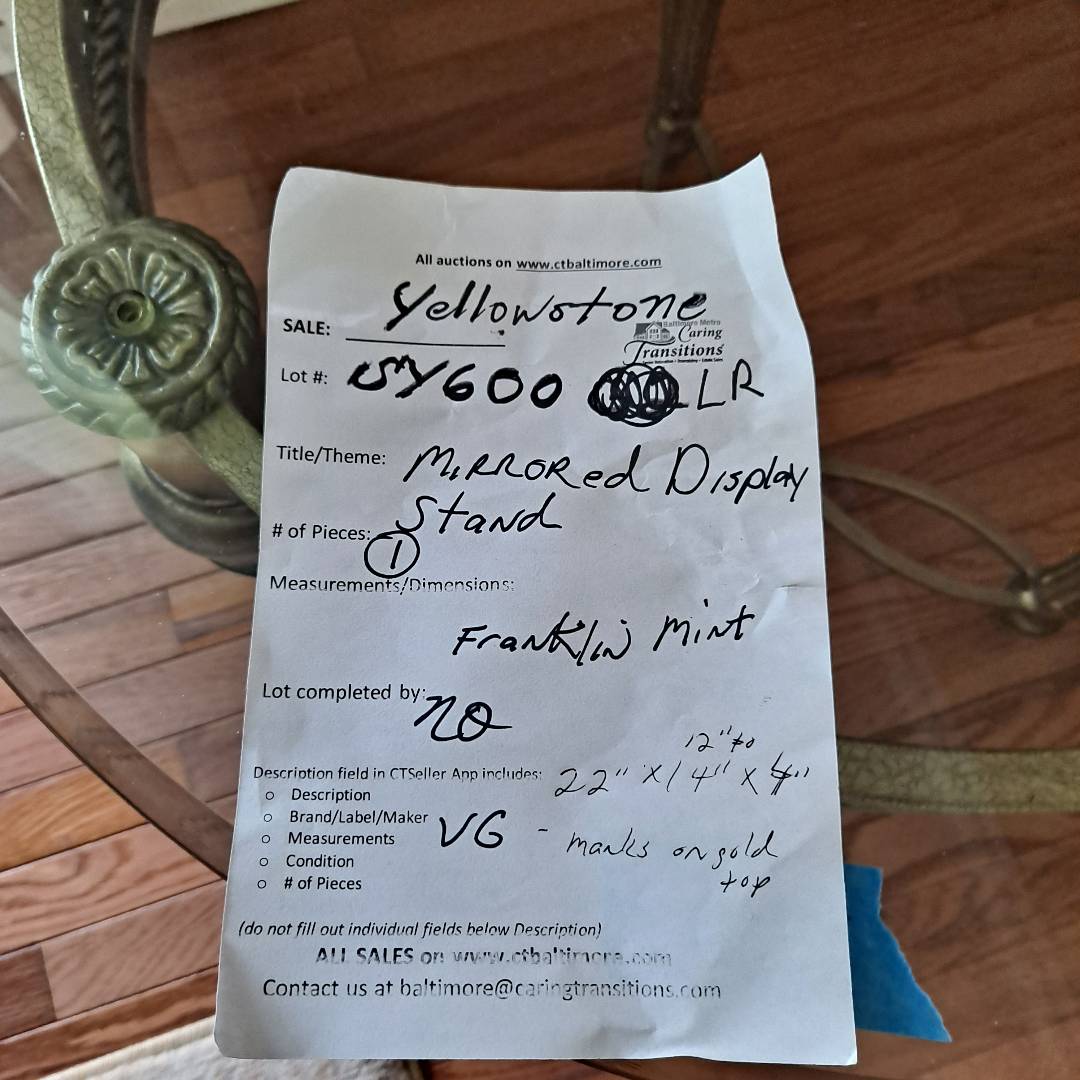 All auctions on www.ctbaltimore.com
SALE: Yellowstone
Baltimore Metro
Caring
Transitions
Lot #: SY600 LR
Title/Theme: MIRRORed Display
Stand
# of Pieces: 1
Measurements/Dimensions:
Franklin Mint
Lot completed by:
12" to
Description field in CTSeller App includes: 22" x 14" x 4"
Description
Brand/Label/Maker VG - marks on gold
Measurements
Condition top
# of Pieces
(do not fill out individual fields below Description)
ALL SALES on www.ctbaltimore.com
Contact us at baltimore@caringtransitions.com